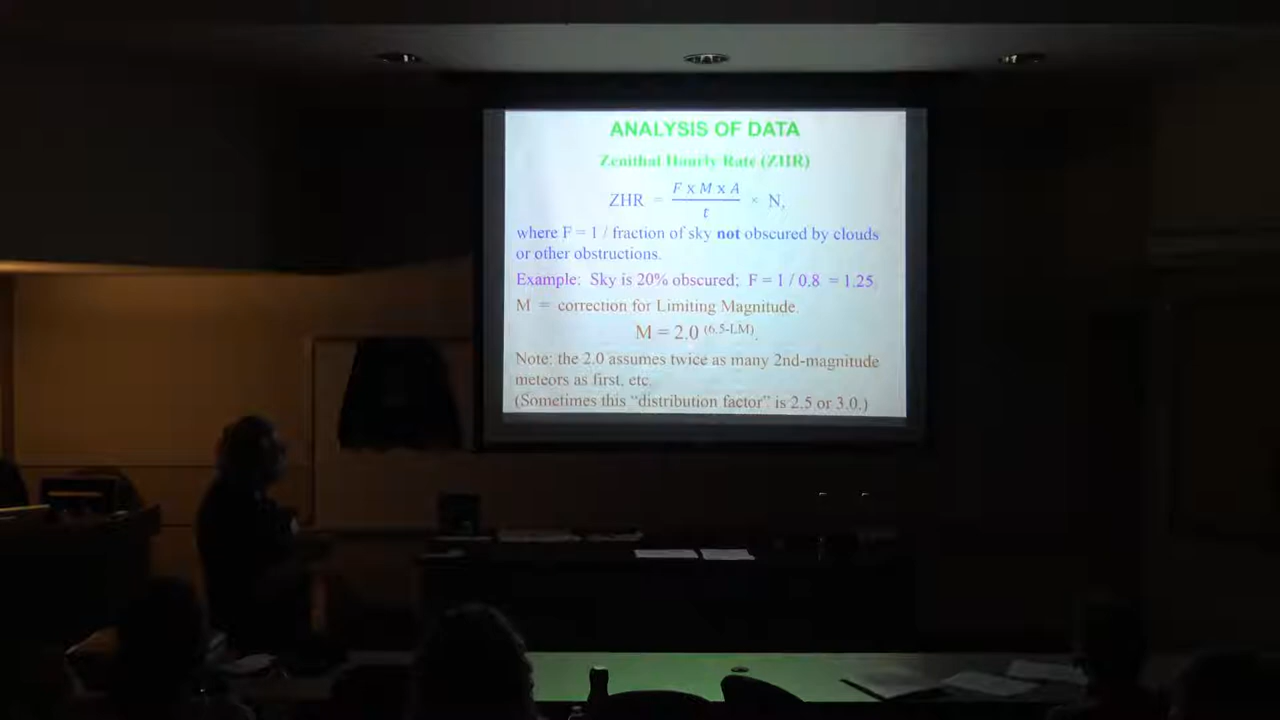 ANALYSIS OF DATA
Zenithal Hourly Rate (ZHR)
ZHR = F x M x A / t × N,
where F = 1 / fraction of sky not obscured by clouds
or other obstructions.
Example: Sky is 20% obscured; F = 1 / 0.8 = 1.25
M = correction for Limiting Magnitude.
M = 2.0 (6.5-LM).
Note: the 2.0 assumes twice as many 2nd-magnitude
meteors as first, etc.
(Sometimes this “distribution factor” is 2.5 or 3.0.)